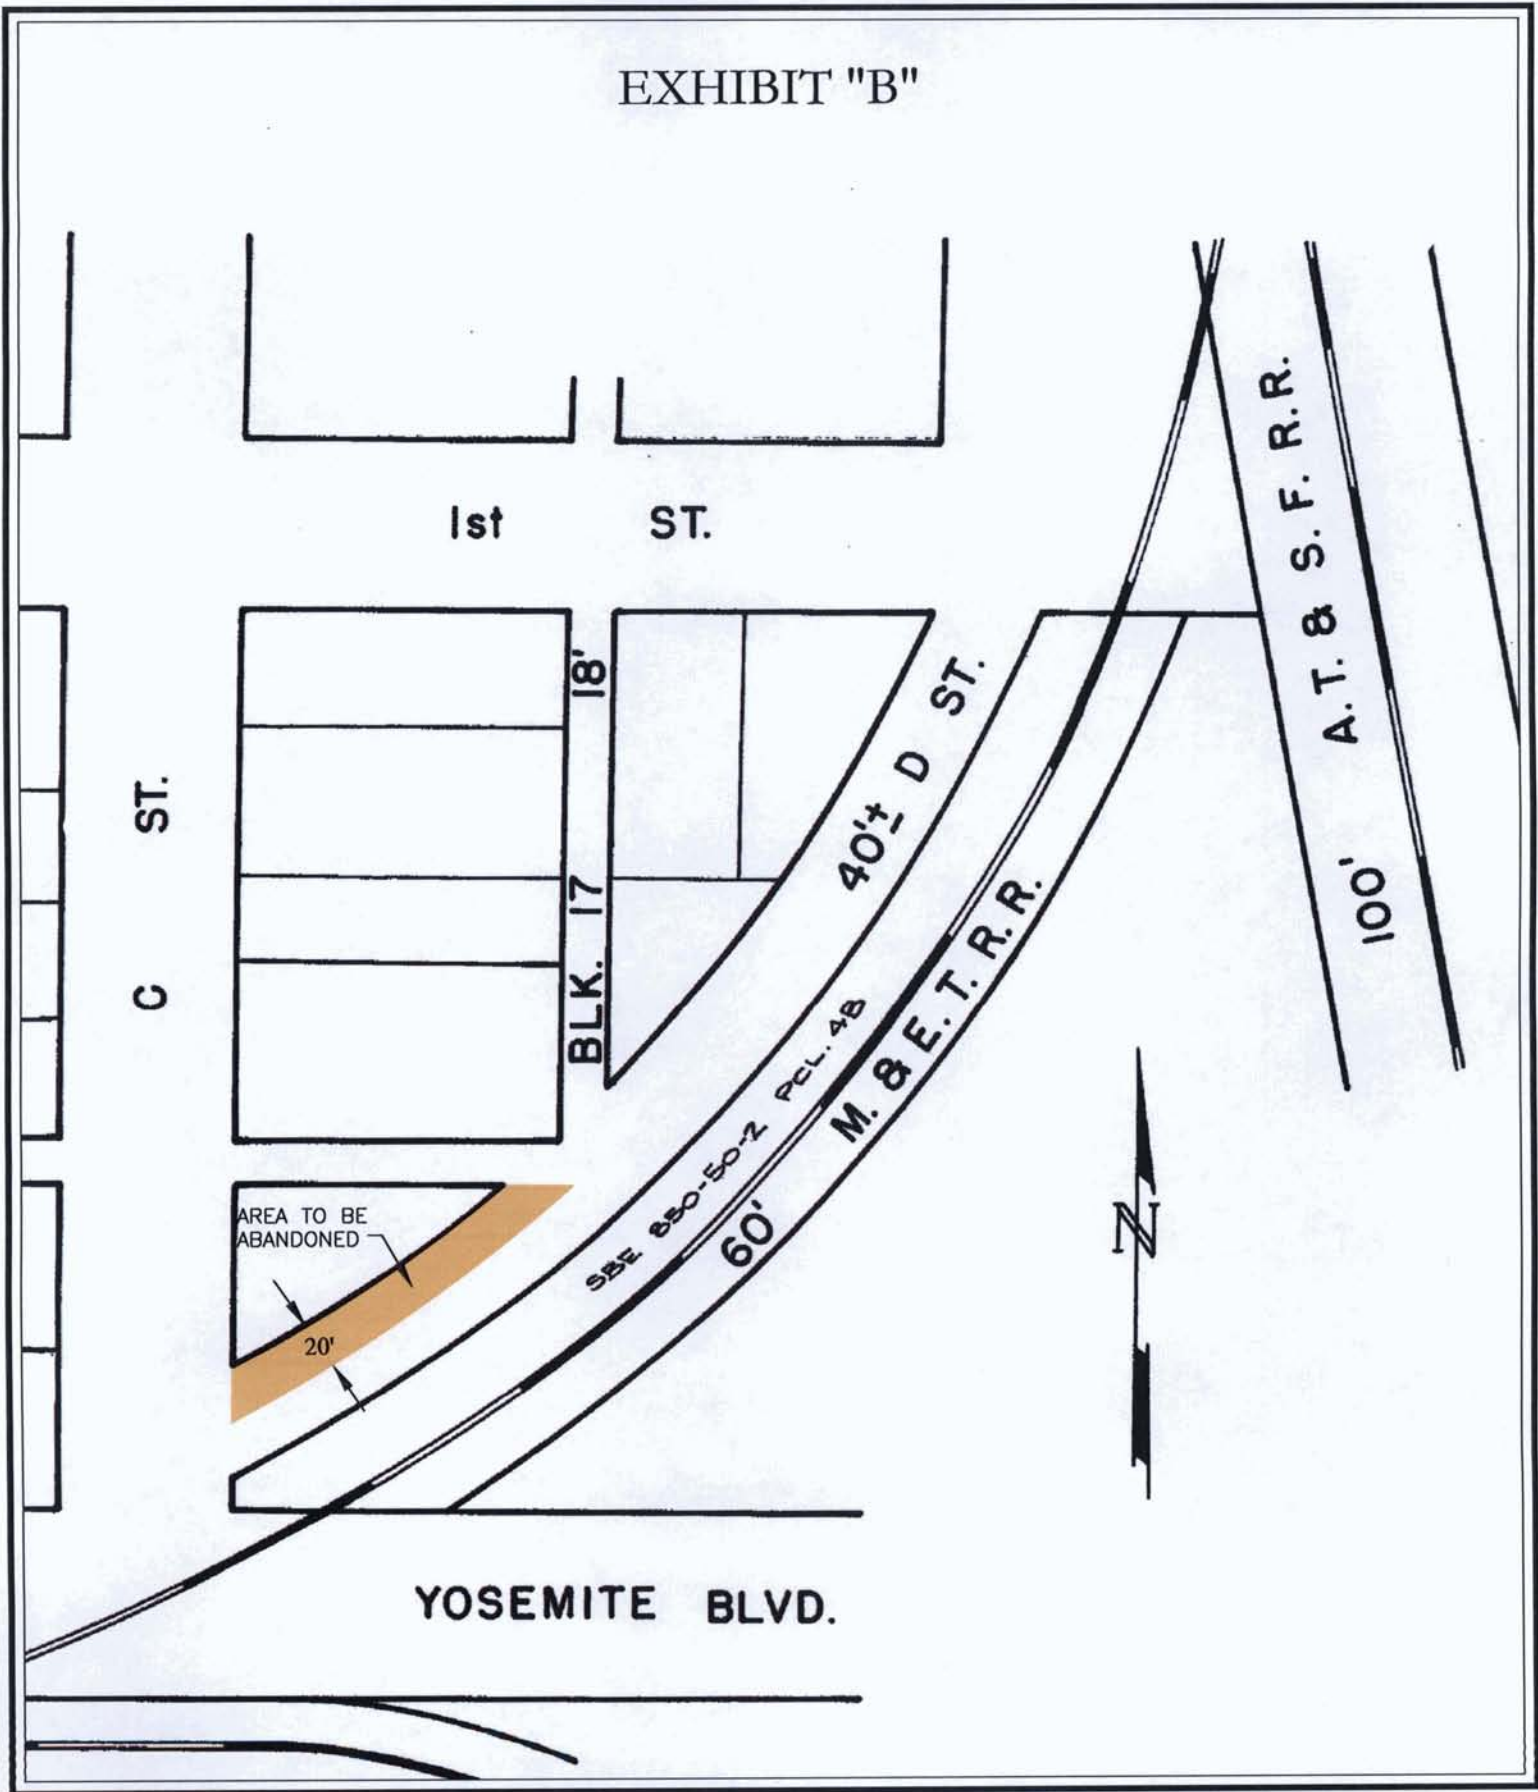 EXHIBIT "B"
1st ST.
A. T. & S. F. R. R.
100'
18'
BLK. 17
C ST.
40'± D ST.
SBE 850-50-2 PCL. 4B
60' M. & E. T. R. R.
AREA TO BE
ABANDONED
20'
N
YOSEMITE BLVD.